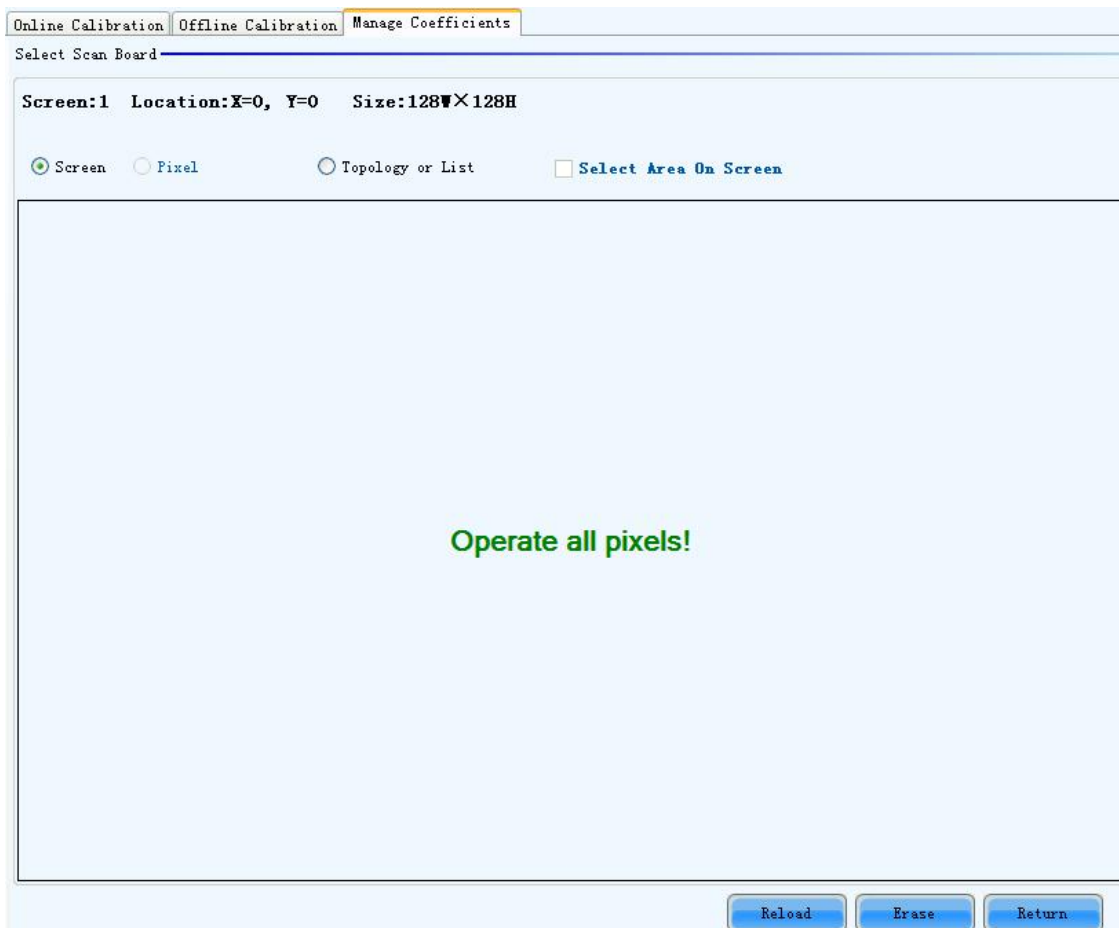 Online Calibration Offline Calibration Manage Coefficients
Select Scan Board
Screen:1 Location:X=0, Y=0 Size:128W×128H
Screen Pixel Topology or List Select Area On Screen
Operate all pixels!
Reload Erase Return